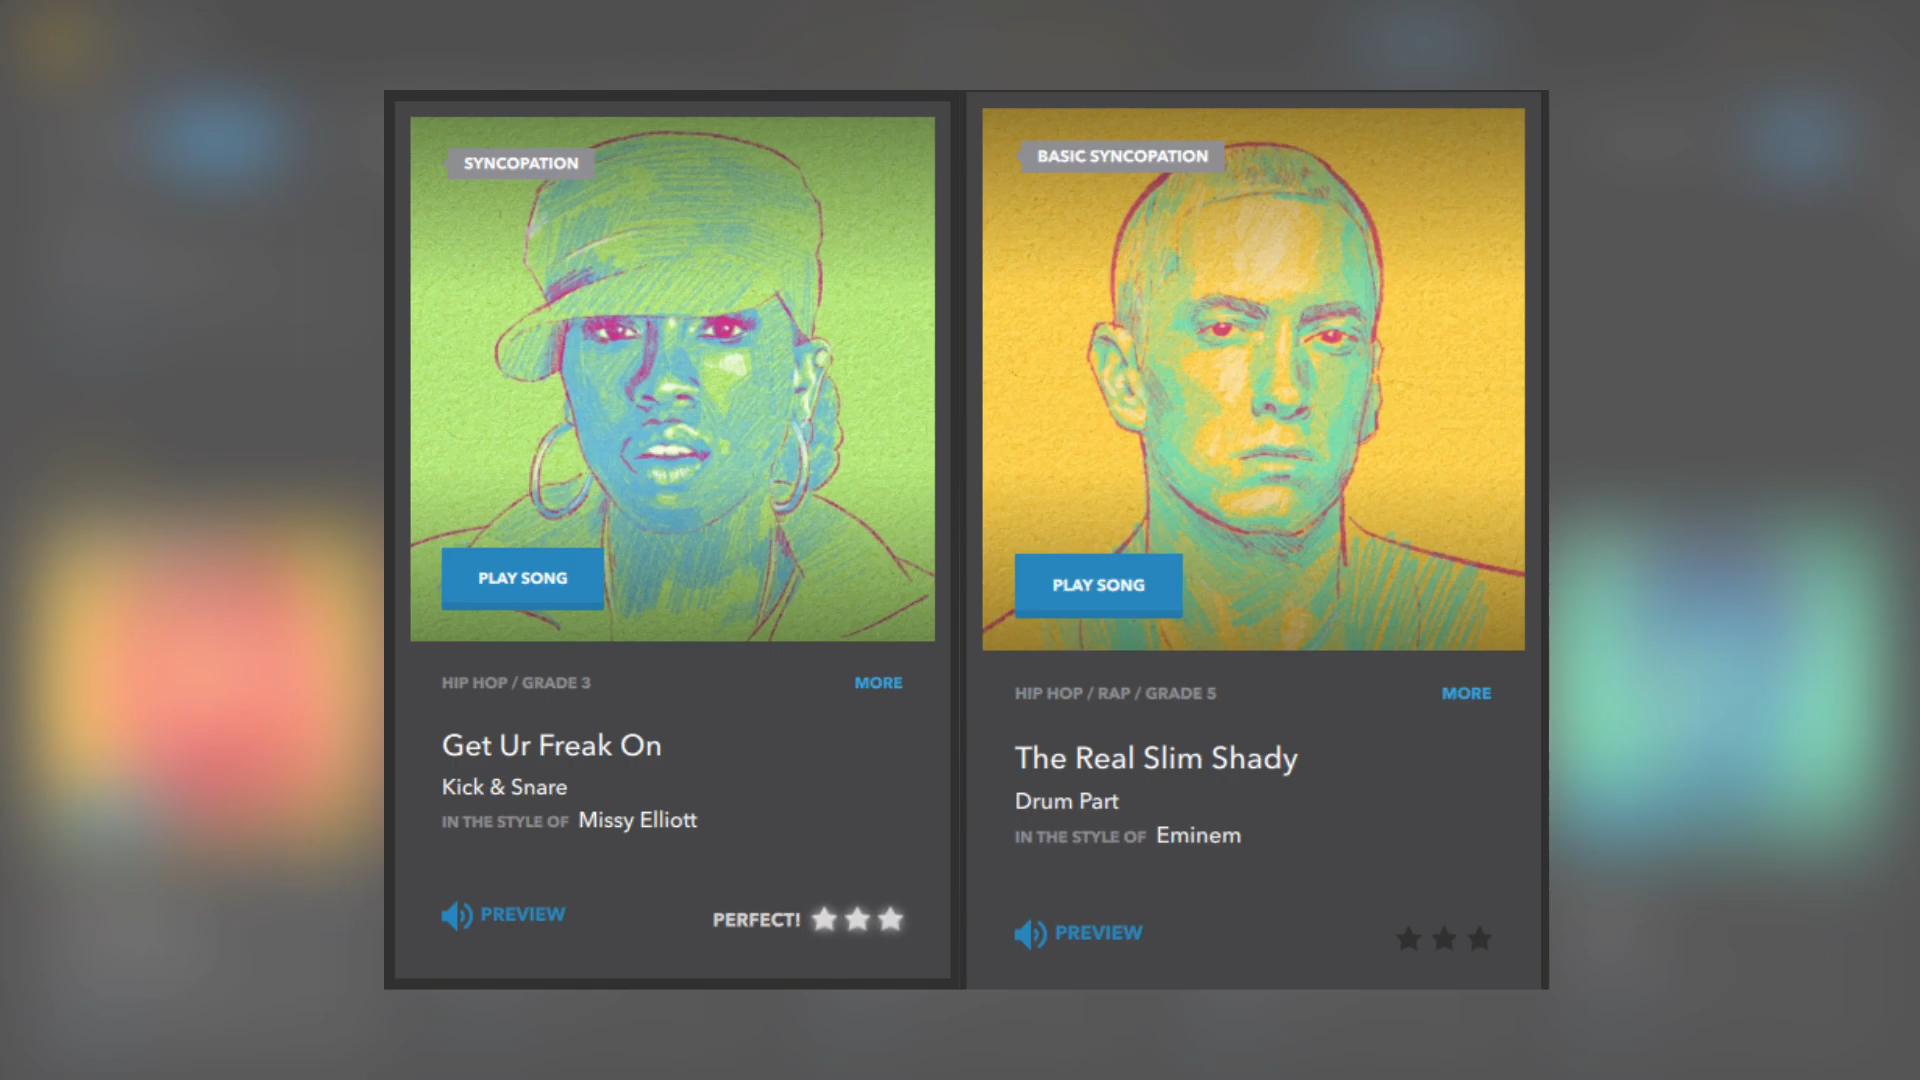 SYNCOPATION
PLAY SONG
HIP HOP / GRADE 3
MORE
Get Ur Freak On
Kick & Snare
IN THE STYLE OF Missy Elliott
PREVIEW
PERFECT!
BASIC SYNCOPATION
PLAY SONG
HIP HOP / RAP / GRADE 5
MORE
The Real Slim Shady
Drum Part
IN THE STYLE OF Eminem
PREVIEW